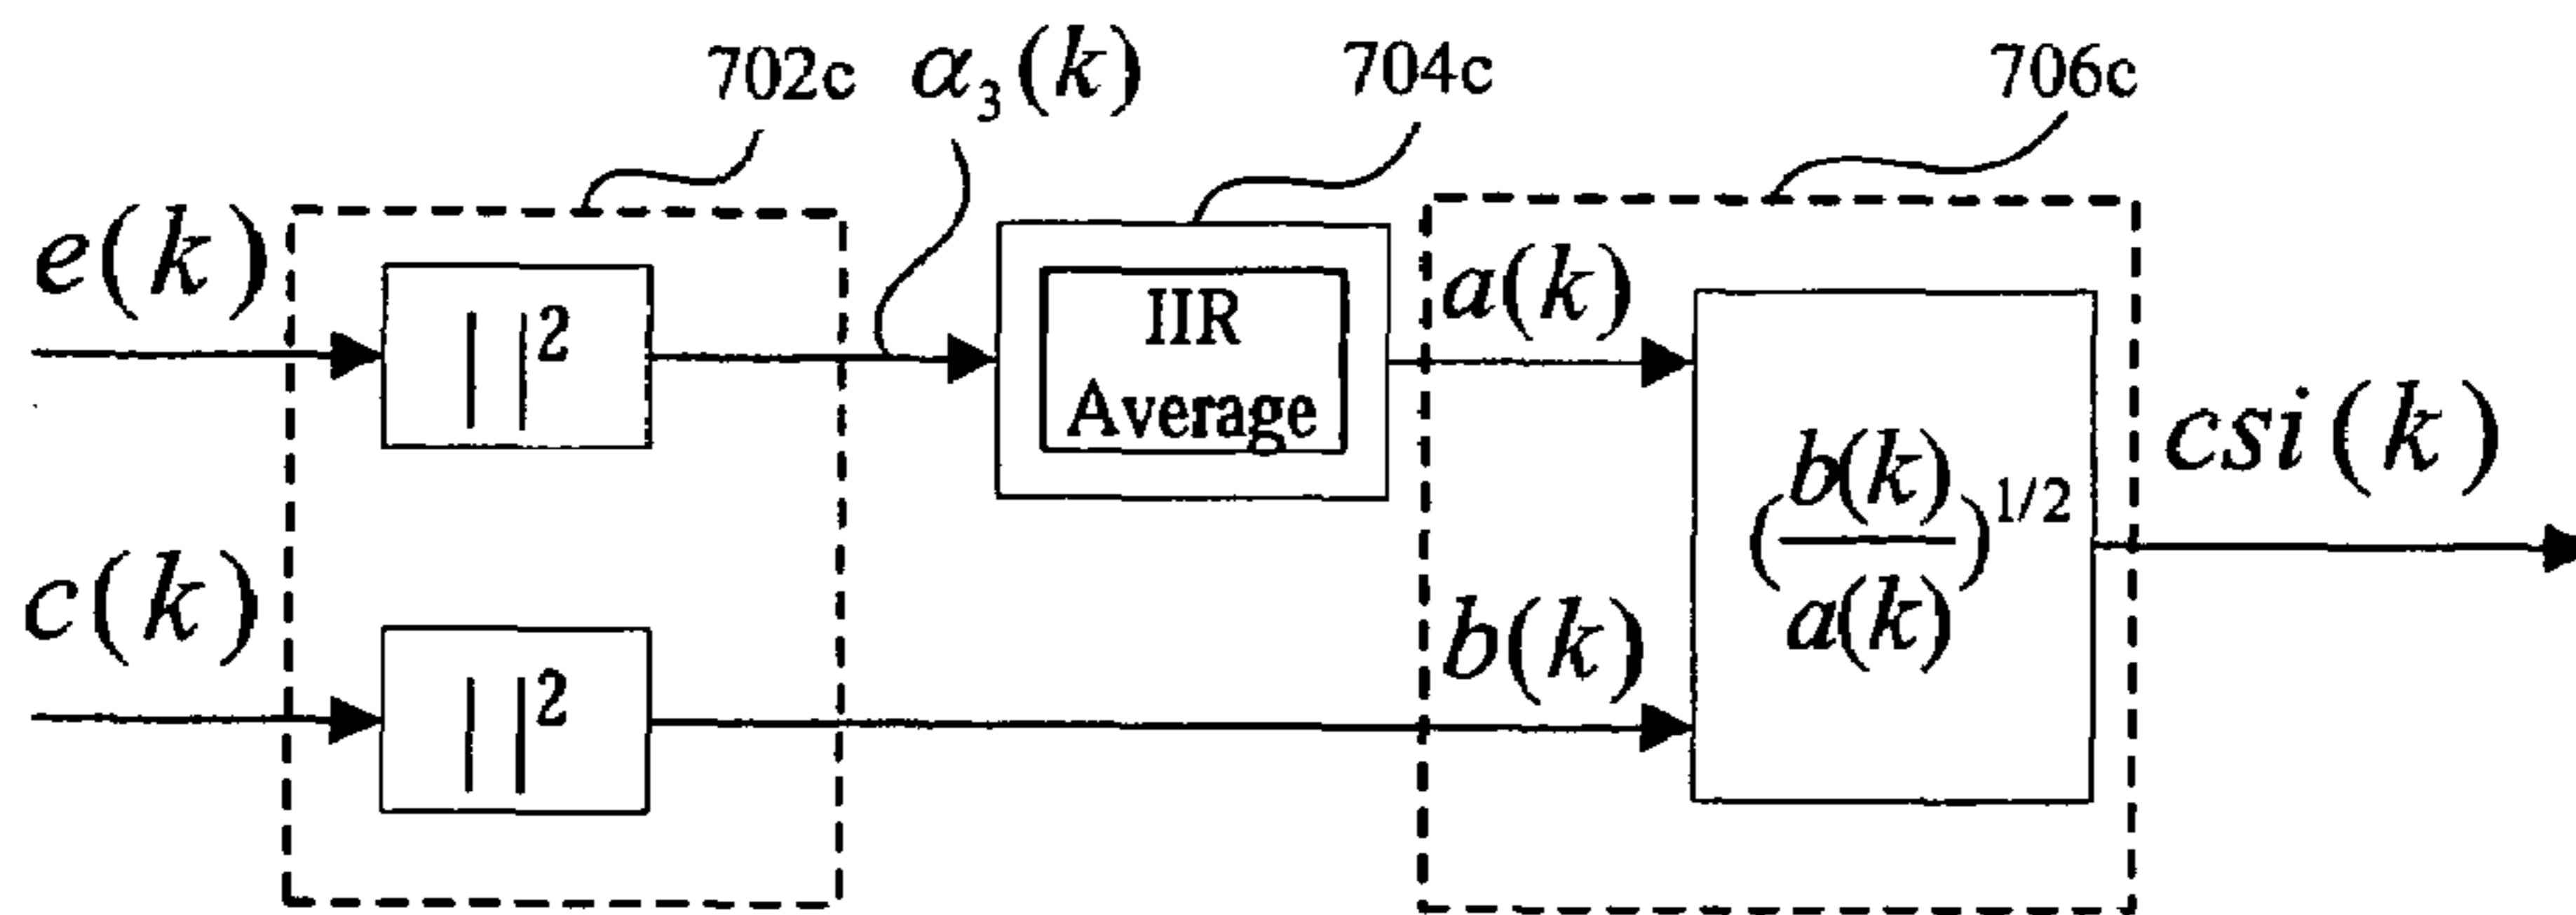 702c α₃(k) 704c 706c
e(k)
| |²
IIR
Average
a(k)
c(k)
| |²
b(k)
(b(k)/a(k))^1/2
csi(k)